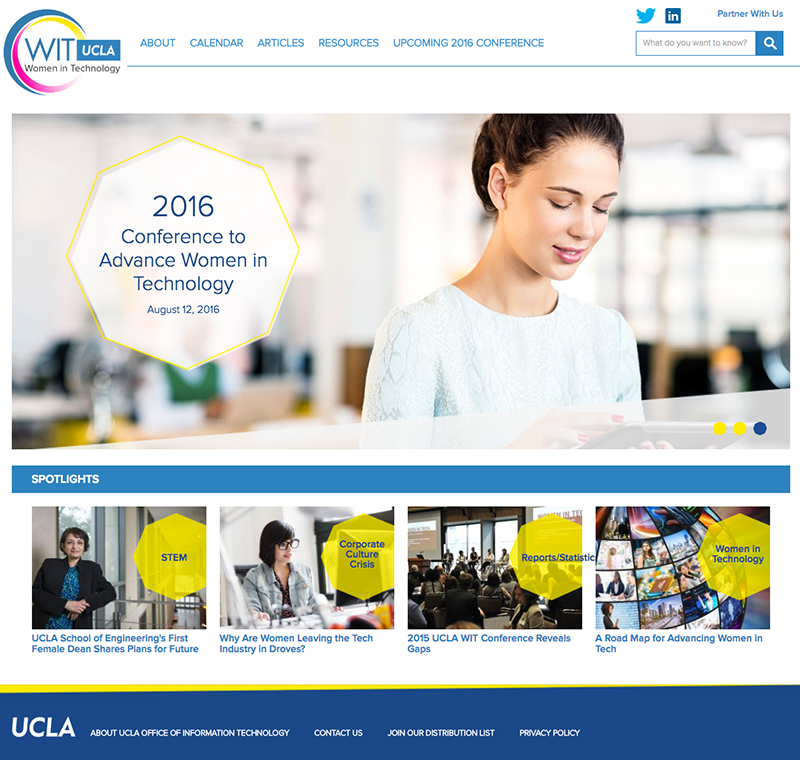 WIT UCLA
Women in Technology
ABOUT
CALENDAR
ARTICLES
RESOURCES
UPCOMING 2016 CONFERENCE
Partner With Us
What do you want to know?
2016
Conference to
Advance Women in
Technology
August 12, 2016
SPOTLIGHTS
STEM
UCLA School of Engineering's First
Female Dean Shares Plans for Future
Corporate
Culture
Crisis
Why Are Women Leaving the Tech
Industry in Droves?
WOMEN IN TECH
Reports/Statistic
2015 UCLA WIT Conference Reveals
Gaps
Women in
Technology
A Road Map for Advancing Women in
Tech
UCLA
ABOUT UCLA OFFICE OF INFORMATION TECHNOLOGY
CONTACT US
JOIN OUR DISTRIBUTION LIST
PRIVACY POLICY